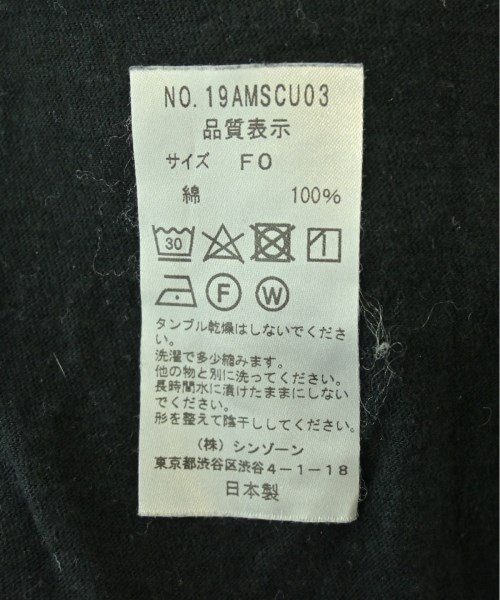 NO.19AMSCU03
品質表示
サイズ FO
綿 100%
30
F W
タンブル乾燥はしないでくださ
い。
洗濯で多少縮みます。
他の物と別に洗ってください。
長時間水に漬けたままにしない
でください。
形を整えて陰干ししてください。
(株) シンゾーン
東京都渋谷区渋谷4-1-18
日本製